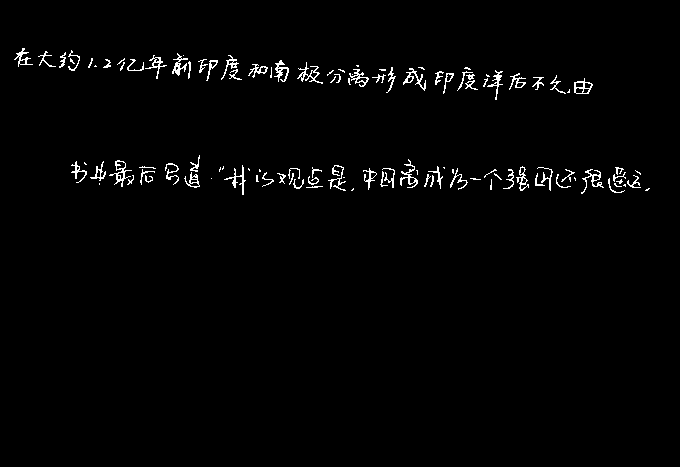 在大约1.2亿年前印度和南极分离形成印度洋后不久,由
书中最后写道:“我的观点是,中国离成为一个强国还很遥远,